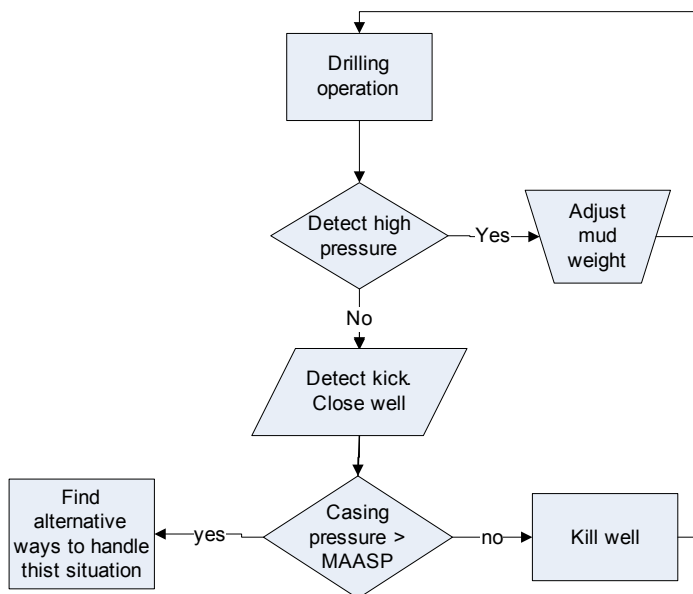 Drilling
operation
Detect high
pressure
Yes
Adjust
mud
weight
No
Detect kick.
Close well
Find
alternative
ways to handle
thist situation
yes
Casing
pressure >
MAASP
no
Kill well